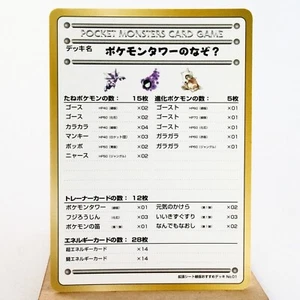 POCKET MONSTERS CARD GAME
デッキ名 ポケモンタワーのなぞ?
たねポケモンの数: 15枚 進化ポケモンの数: 5枚
ゴース ×02 ゴースト ×01
ゴース ×02 ゴースト ×01
カラカラ ×04 ゴースト ×01
マンキー ×03 ガラガラ ×01
ポッポ ×02 ガラガラ ×01
ニャース ×02
トレーナーカードの数: 12枚
ポケモンタワー ×01 元気のかけら ×02
フジろうじん ×03 いいきずぐすり ×03
ポケモンの笛 ×01 なんでもなおし ×02
エネルギーカードの数: 28枚
超エネルギーカード ×14
闘エネルギーカード ×14